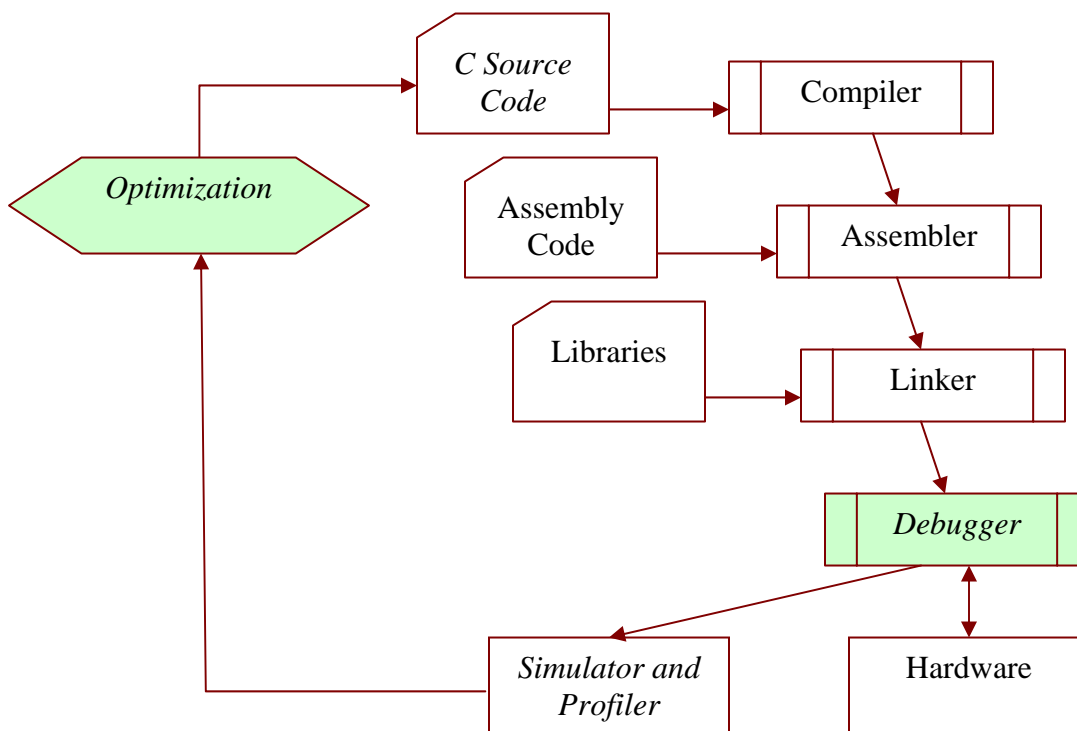 C Source
Code
Compiler
Optimization
Assembly
Code
Assembler
Libraries
Linker
Debugger
Simulator and
Profiler
Hardware